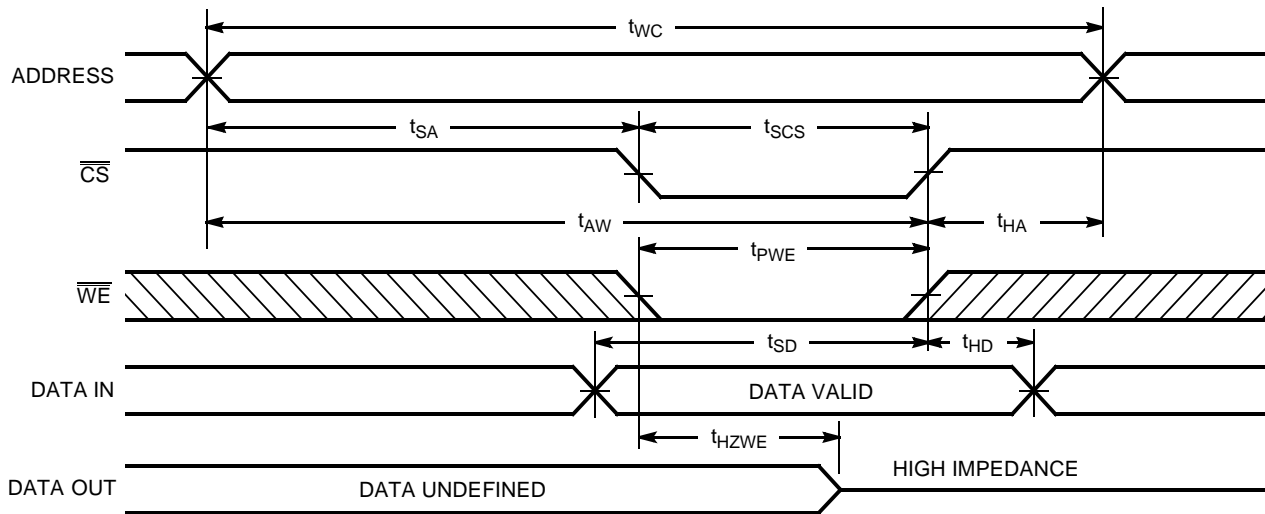 tWC
ADDRESS
tSA
tSCS
CS
tAW
tHA
tPWE
WE
tSD
tHD
DATA IN
DATA VALID
tHZWE
HIGH IMPEDANCE
DATA OUT
DATA UNDEFINED